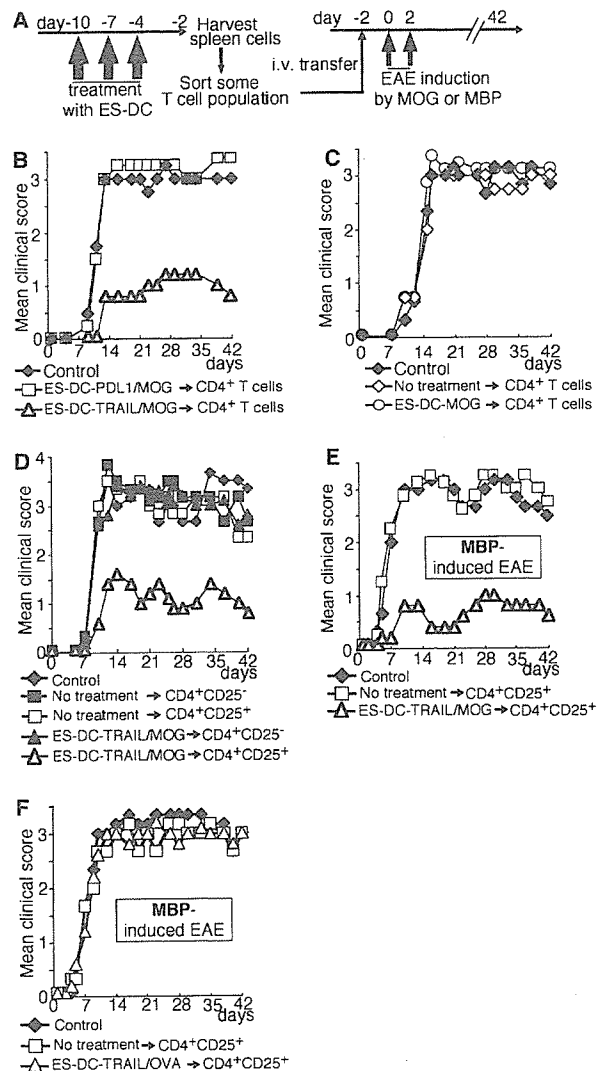 A
day-10 -7 -4 -2
treatment
with ES-DC
Harvest
spleen cells
Sort some
T cell population
i.v. transfer
day -2 0 2 42
EAE induction
by MOG or MBP
B
Mean clinical score
3
2
1
0
0 7 14 21 28 35 42
days
Control
ES-DC-PDL1/MOG → CD4+ T cells
ES-DC-TRAIL/MOG → CD4+ T cells
C
Mean clinical score
3
2
1
0
0 7 14 21 28 35 42
days
Control
No treatment → CD4+ T cells
ES-DC-MOG → CD4+ T cells
D
Mean clinical score
4
3
2
1
0
0 7 14 21 28 35 42
days
Control
No treatment → CD4+CD25-
No treatment → CD4+CD25+
ES-DC-TRAIL/MOG → CD4+CD25-
ES-DC-TRAIL/MOG → CD4+CD25+
E
Mean clinical score
3
2
1
0
0 7 14 21 28 35 42
days
MBP-
induced EAE
Control
No treatment → CD4+CD25+
ES-DC-TRAIL/MOG → CD4+CD25+
F
Mean clinical score
3
2
1
0
0 7 14 21 28 35 42
days
MBP-
induced EAE
Control
No treatment → CD4+CD25+
ES-DC-TRAIL/OVA → CD4+CD25+